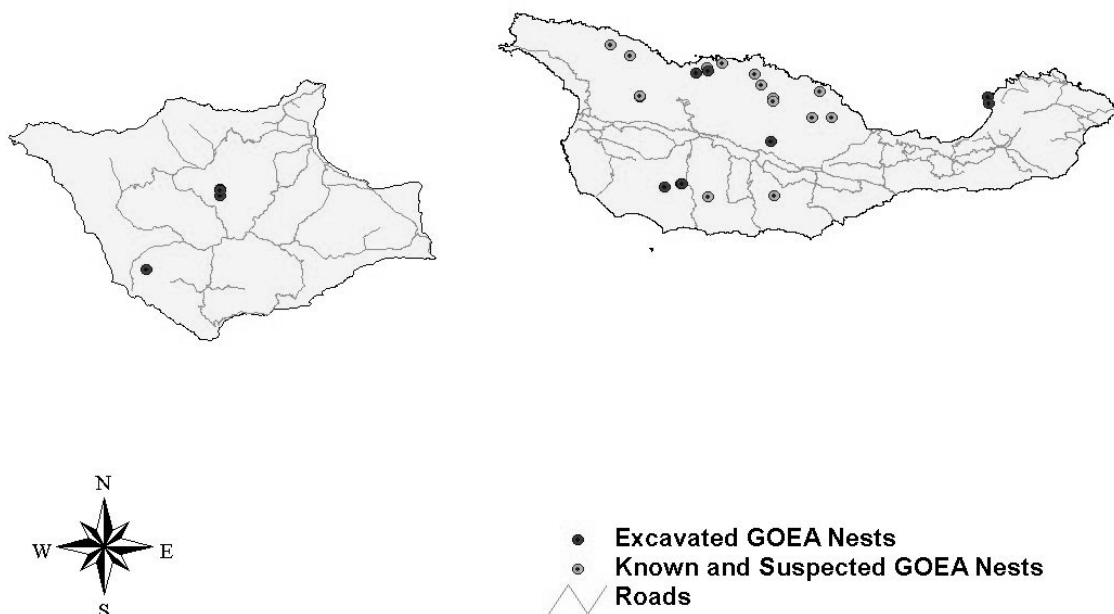 N
W E
S
Excavated GOEA Nests
Known and Suspected GOEA Nests
Roads